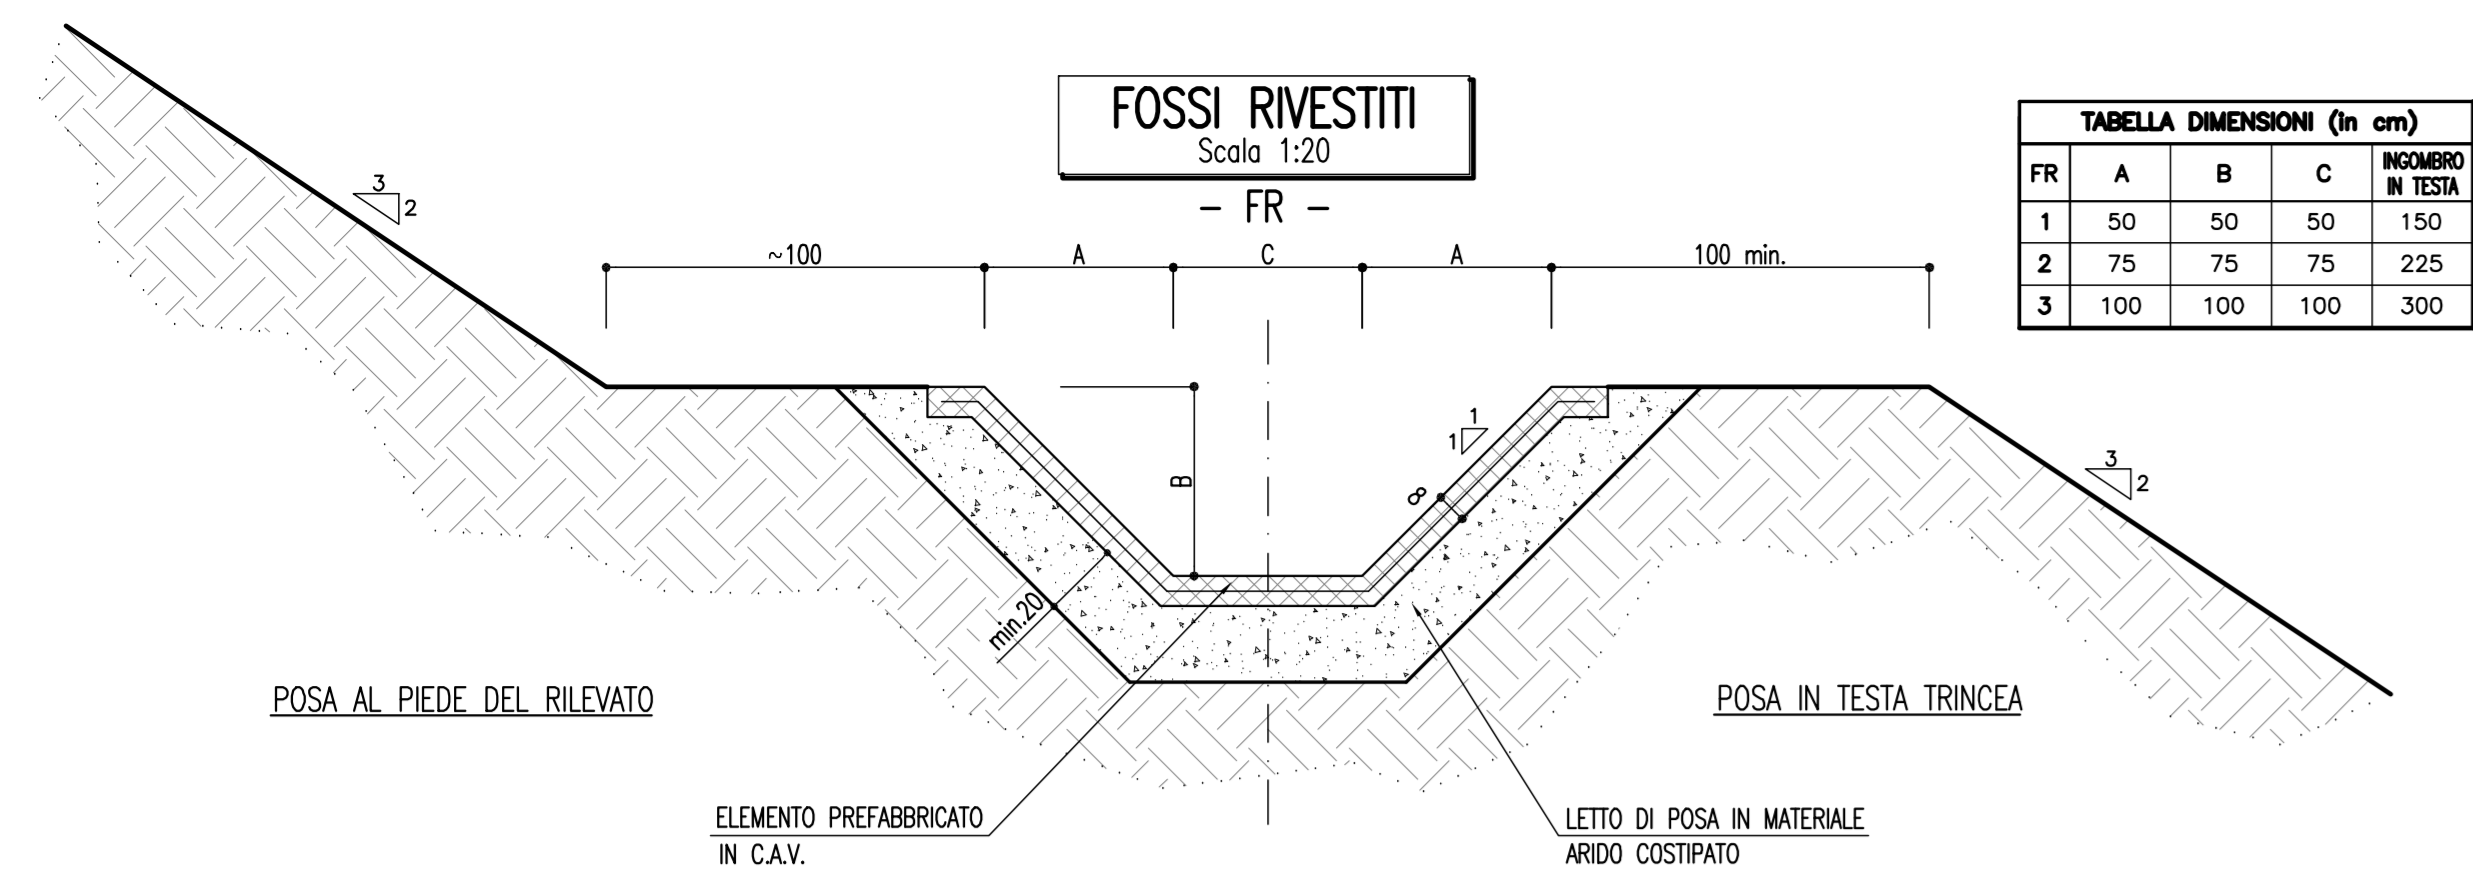 FOSSI RIVESTITI
Scala 1:20
- FR -
TABELLA DIMENSIONI (in cm)
FR A B C INGOMBRO IN TESTA
1 50 50 50 150
2 75 75 75 225
3 100 100 100 300
3
2
~100 A C A 100 min.
B
1
1
8
min.20
3
2
POSA AL PIEDE DEL RILEVATO
POSA IN TESTA TRINCEA
ELEMENTO PREFABBRICATO
IN C.A.V.
LETTO DI POSA IN MATERIALE
ARIDO COSTIPATO